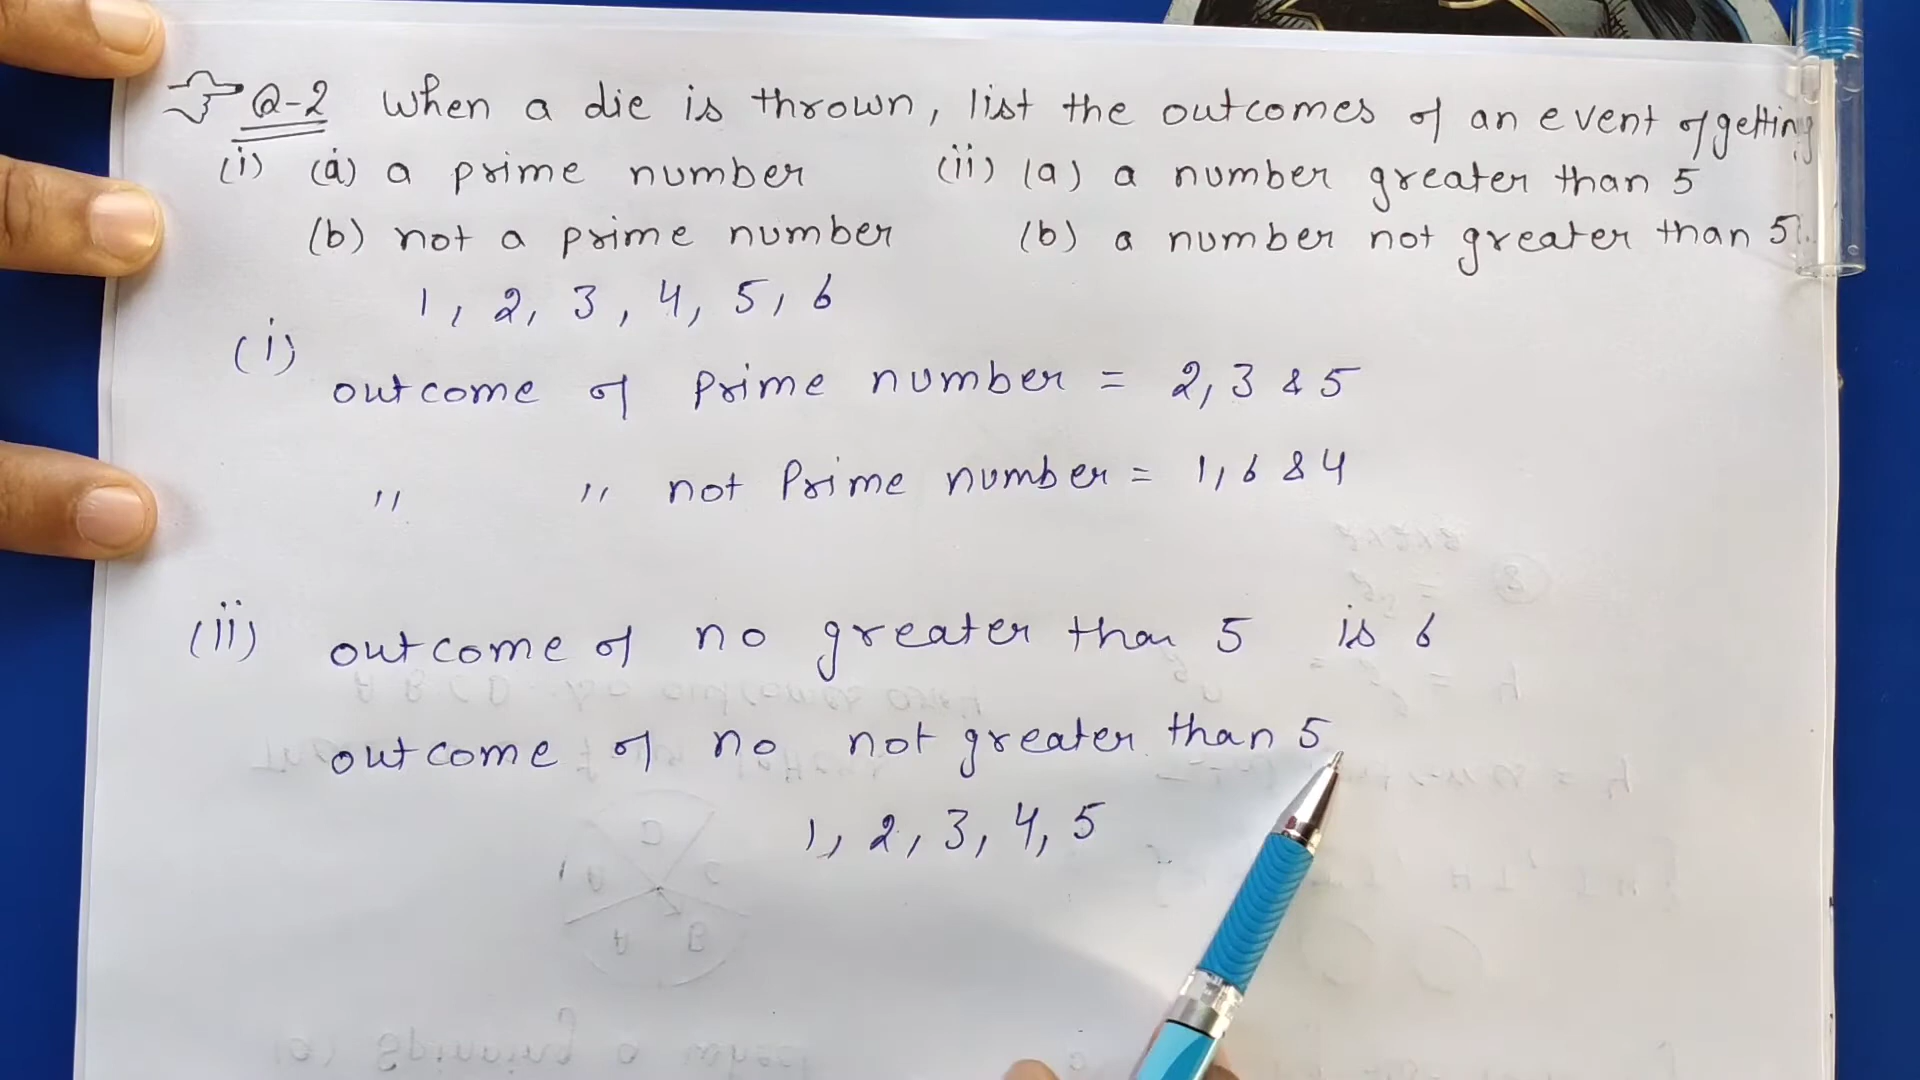 Q-2 When a die is thrown, list the outcomes of an event of getting
(i) (a) a prime number (ii) (a) a number greater than 5
(b) not a prime number (b) a number not greater than 5.
1, 2, 3, 4, 5, 6
(i)
outcome of Prime number = 2, 3 & 5
" " not Prime number = 1, 6 & 4
(ii) outcome of no greater than 5 is 6
outcome of no not greater than 5
1, 2, 3, 4, 5